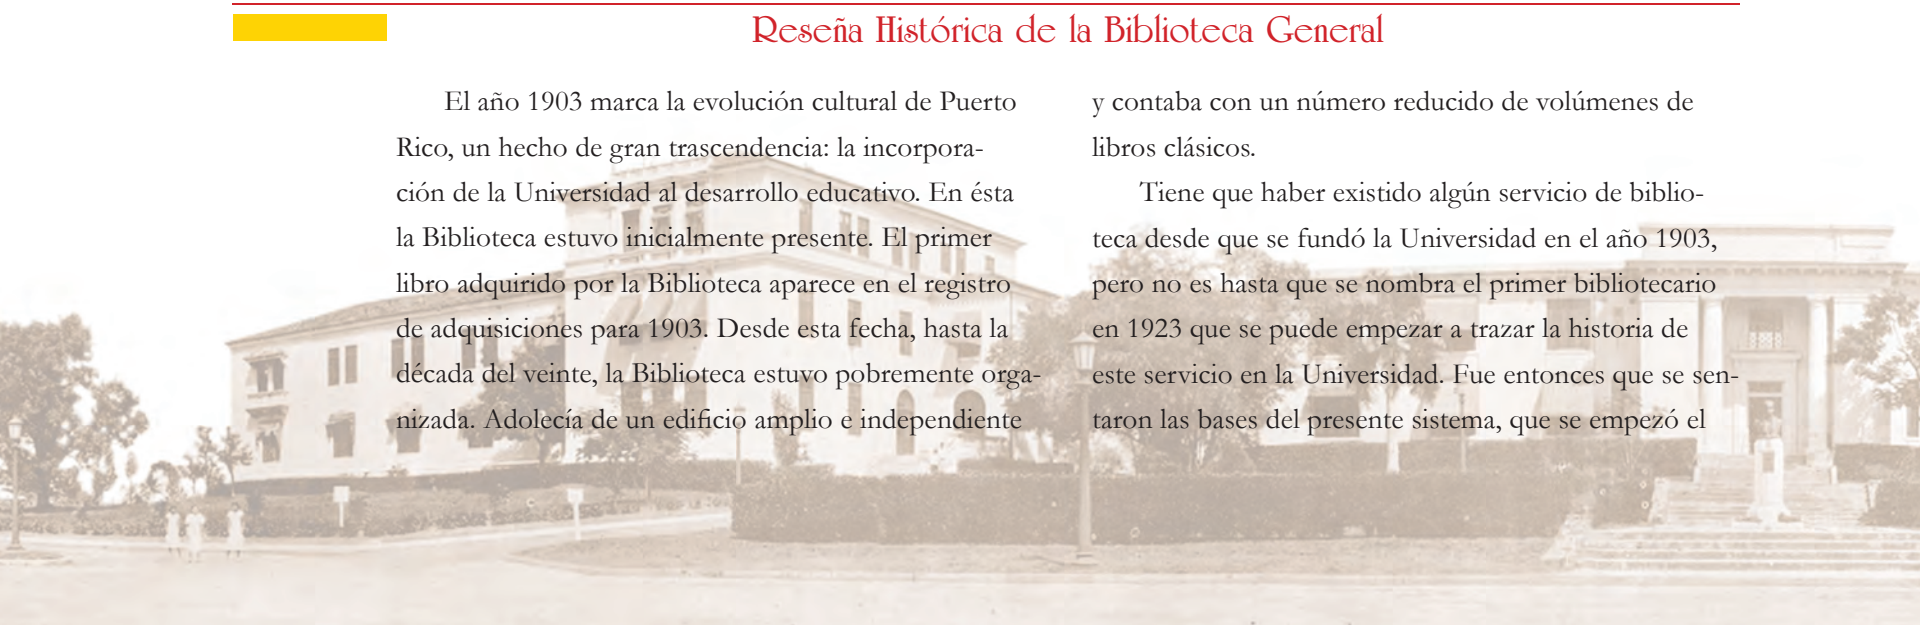 Reseña Histórica de la Biblioteca General
El año 1903 marca la evolución cultural de Puerto
Rico, un hecho de gran trascendencia: la incorpora-
ción de la Universidad al desarrollo educativo. En ésta
la Biblioteca estuvo inicialmente presente. El primer
libro adquirido por la Biblioteca aparece en el registro
de adquisiciones para 1903. Desde esta fecha, hasta la
década del veinte, la Biblioteca estuvo pobremente orga-
nizada. Adolecía de un edificio amplio e independiente
y contaba con un número reducido de volúmenes de
libros clásicos.
Tiene que haber existido algún servicio de biblio-
teca desde que se fundó la Universidad en el año 1903,
pero no es hasta que se nombra el primer bibliotecario
en 1923 que se puede empezar a trazar la historia de
este servicio en la Universidad. Fue entonces que se sen-
taron las bases del presente sistema, que se empezó el